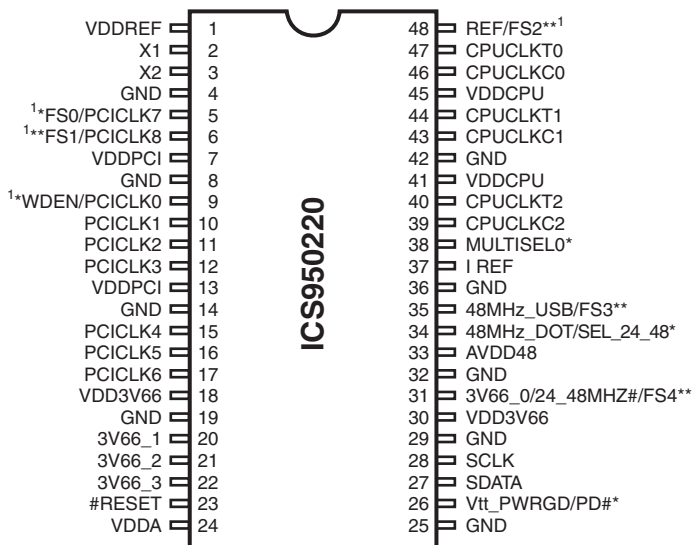 VDDREF 1 48 REF/FS2**1
X1 2 47 CPUCLKT0
X2 3 46 CPUCLKC0
GND 4 45 VDDCPU
1*FS0/PCICLK7 5 44 CPUCLKT1
1**FS1/PCICLK8 6 43 CPUCLKC1
VDDPCI 7 42 GND
GND 8 41 VDDCPU
1*WDEN/PCICLK0 9 40 CPUCLKT2
PCICLK1 10 39 CPUCLKC2
PCICLK2 11 38 MULTISEL0*
PCICLK3 12 37 I REF
VDDPCI 13 36 GND
GND 14 35 48MHz_USB/FS3**
PCICLK4 15 34 48MHz_DOT/SEL_24_48*
PCICLK5 16 33 AVDD48
PCICLK6 17 32 GND
VDD3V66 18 31 3V66_0/24_48MHZ#/FS4**
GND 19 30 VDD3V66
3V66_1 20 29 GND
3V66_2 21 28 SCLK
3V66_3 22 27 SDATA
#RESET 23 26 Vtt_PWRGD/PD#*
VDDA 24 25 GND
ICS950220